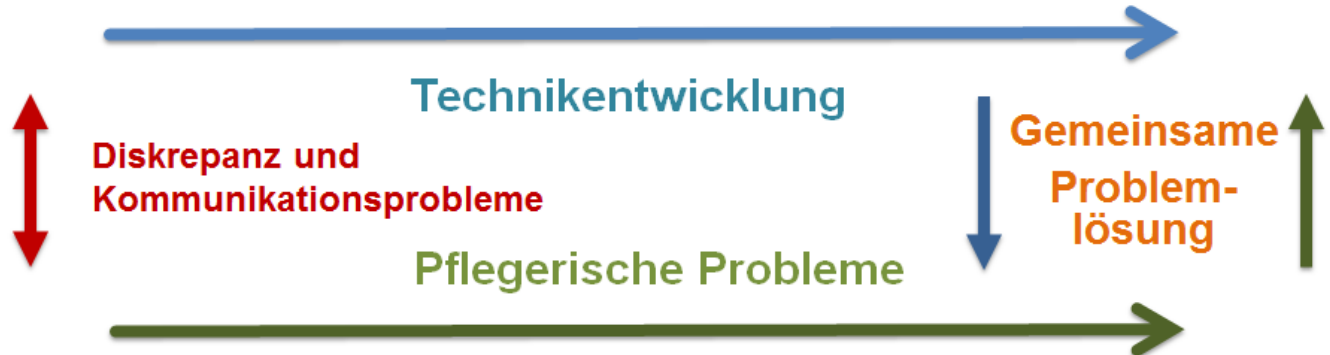 Technikentwicklung
Diskrepanz und
Kommunikationsprobleme
Gemeinsame
Problem-
lösung
Pflegerische Probleme